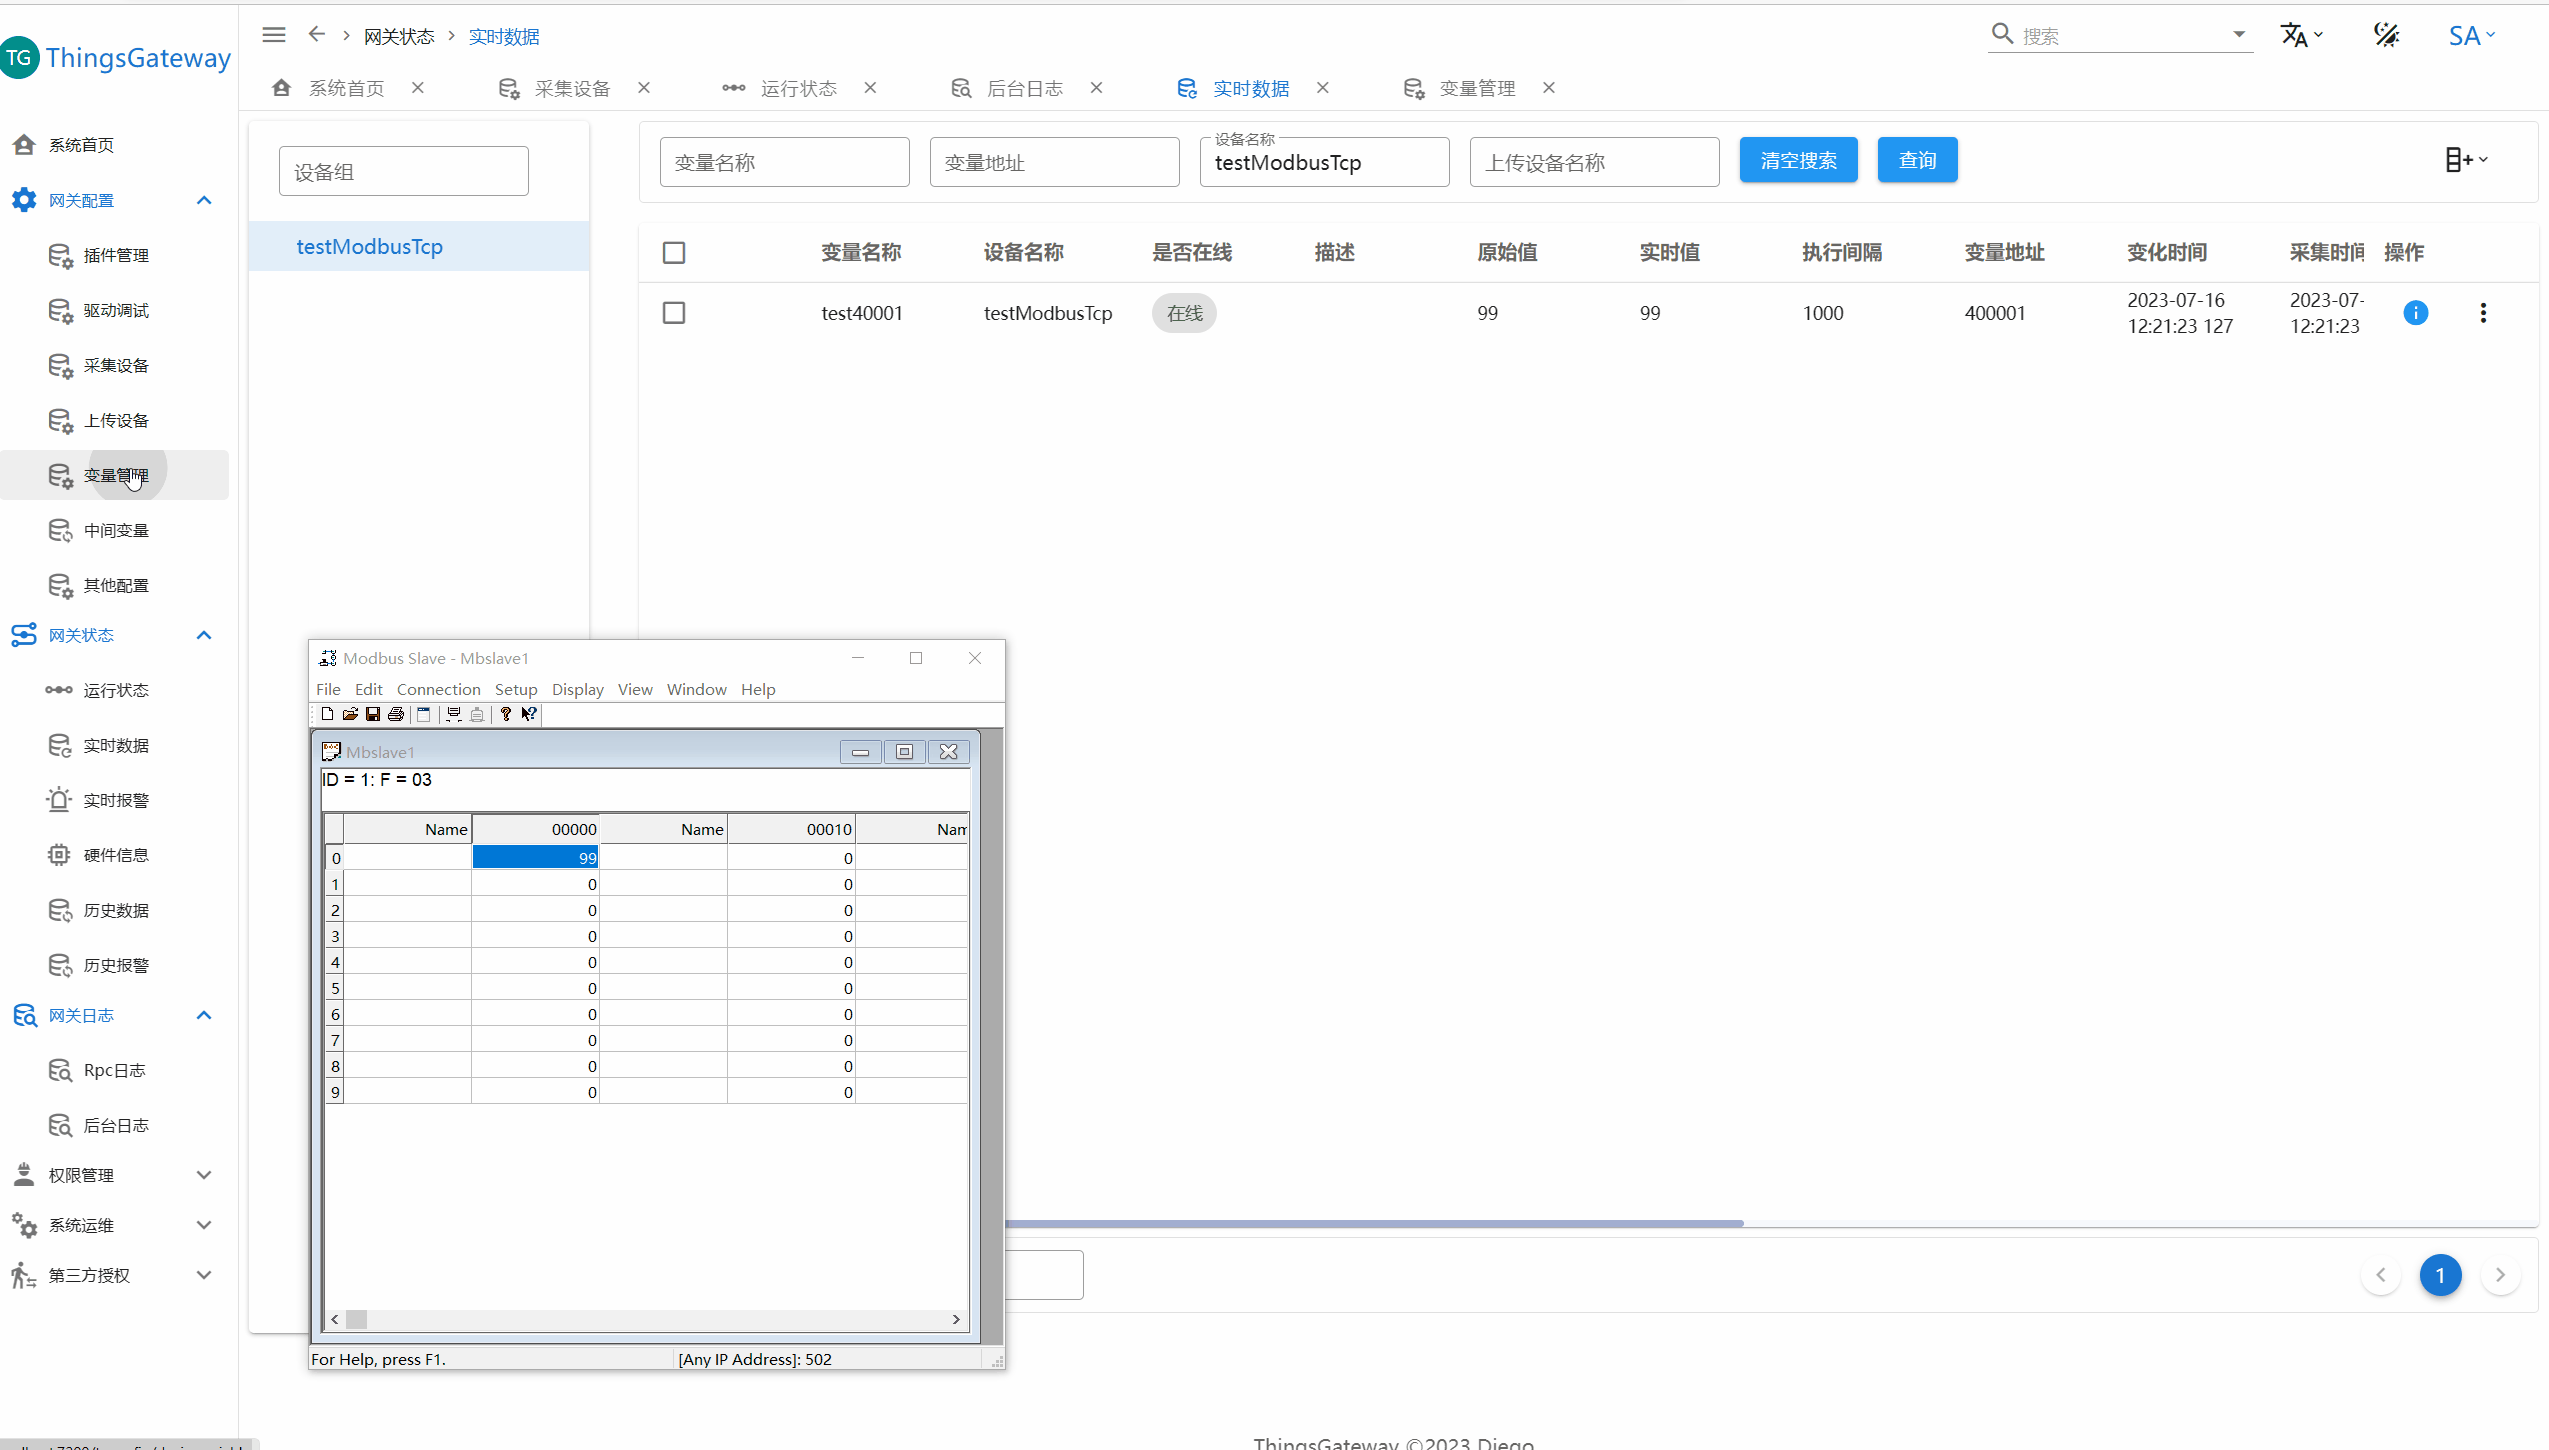 TG ThingsGateway
网关状态 实时数据
搜索
SA
系统首页 采集设备 运行状态 后台日志 实时数据 变量管理
系统首页
网关配置
插件管理
驱动调试
采集设备
上传设备
变量管理
中间变量
其他配置
网关状态
运行状态
实时数据
实时报警
硬件信息
历史数据
历史报警
网关日志
Rpc日志
后台日志
权限管理
系统运维
第三方授权
设备组
testModbusTcp
变量名称 变量地址
设备名称
testModbusTcp
上传设备名称
清空搜索 查询
变量名称 设备名称 是否在线 描述 原始值 实时值 执行间隔 变量地址 变化时间 采集时间 操作
test40001 testModbusTcp 在线 99 99 1000 400001 2023-07-16 12:21:23 127 2023-07- 12:21:23
Modbus Slave - Mbslave1
File Edit Connection Setup Display View Window Help
Mbslave1
ID = 1: F = 03
Name 00000 Name 00010 Nam
0 99 0
1 0 0
2 0 0
3 0 0
4 0 0
5 0 0
6 0 0
7 0 0
8 0 0
9 0 0
For Help, press F1. [Any IP Address]: 502
1
ThingsGateway ©2023 Diego